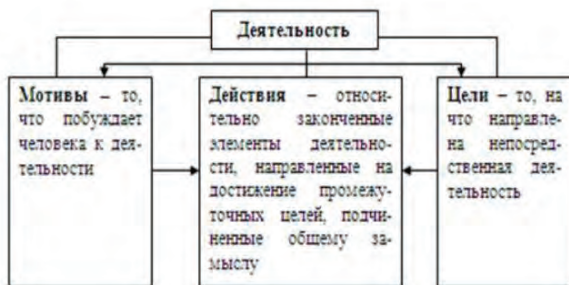 Деятельность
Мотивы – то,
что побуждает
человека к дея-
тельности
Действия – относи-
тельно законченные
элементы деятельно-
сти, направленные на
достижение промежу-
точных целей, подчи-
ненные общему за-
мыслу
Цели – то, на
что направле-
на непосред-
ственная дея-
тельность